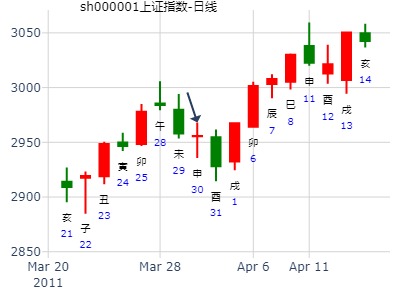 sh000001上证指数-日线
3050
3000
2950
2900
2850
亥
21
子
22
丑
23
寅
24
卯
25
午
28
未
29
申
30
酉
31
戌
1
卯
6
辰
7
巳
8
申
11
酉
12
戌
13
亥
14
Mar 20
2011
Mar 28
Apr 6
Apr 11